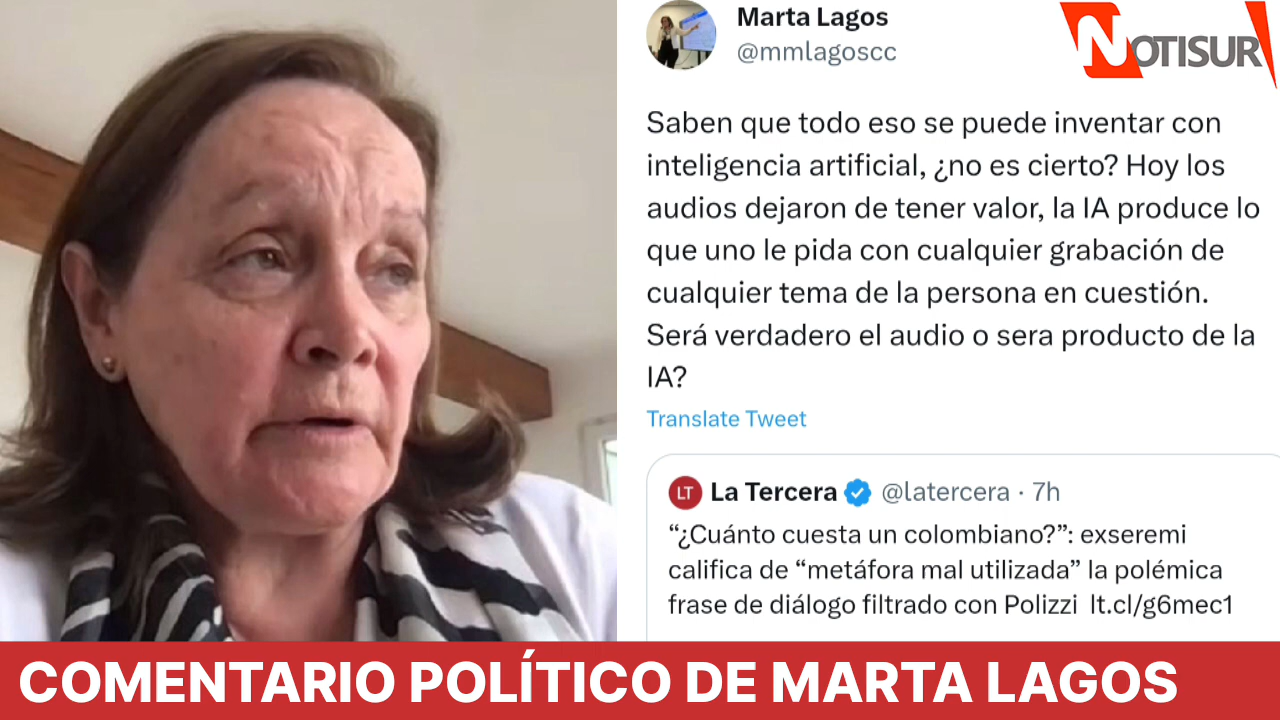 Marta Lagos
@mmlagoscc
NOTISUR
Saben que todo eso se puede inventar con
inteligencia artificial, ¿no es cierto? Hoy los
audios dejaron de tener valor, la IA produce lo
que uno le pida con cualquier grabación de
cualquier tema de la persona en cuestión.
Será verdadero el audio o sera producto de la
IA?
Translate Tweet
LT La Tercera @latercera · 7h
“¿Cuánto cuesta un colombiano?”: exseremi
califica de “metáfora mal utilizada” la polémica
frase de diálogo filtrado con Polizzi lt.cl/g6mec1
COMENTARIO POLÍTICO DE MARTA LAGOS